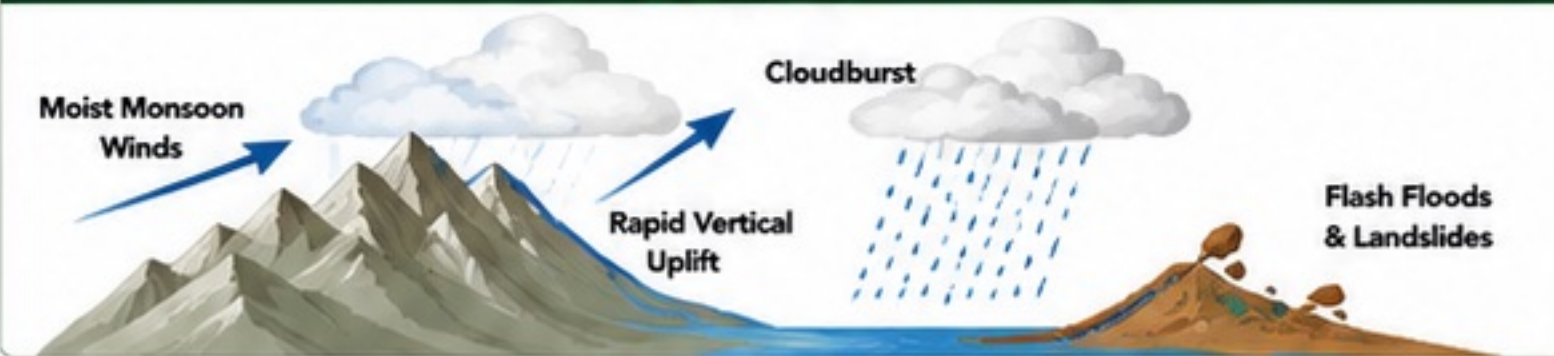 Moist Monsoon
Winds
Rapid Vertical
Uplift
Cloudburst
Flash Floods
& Landslides